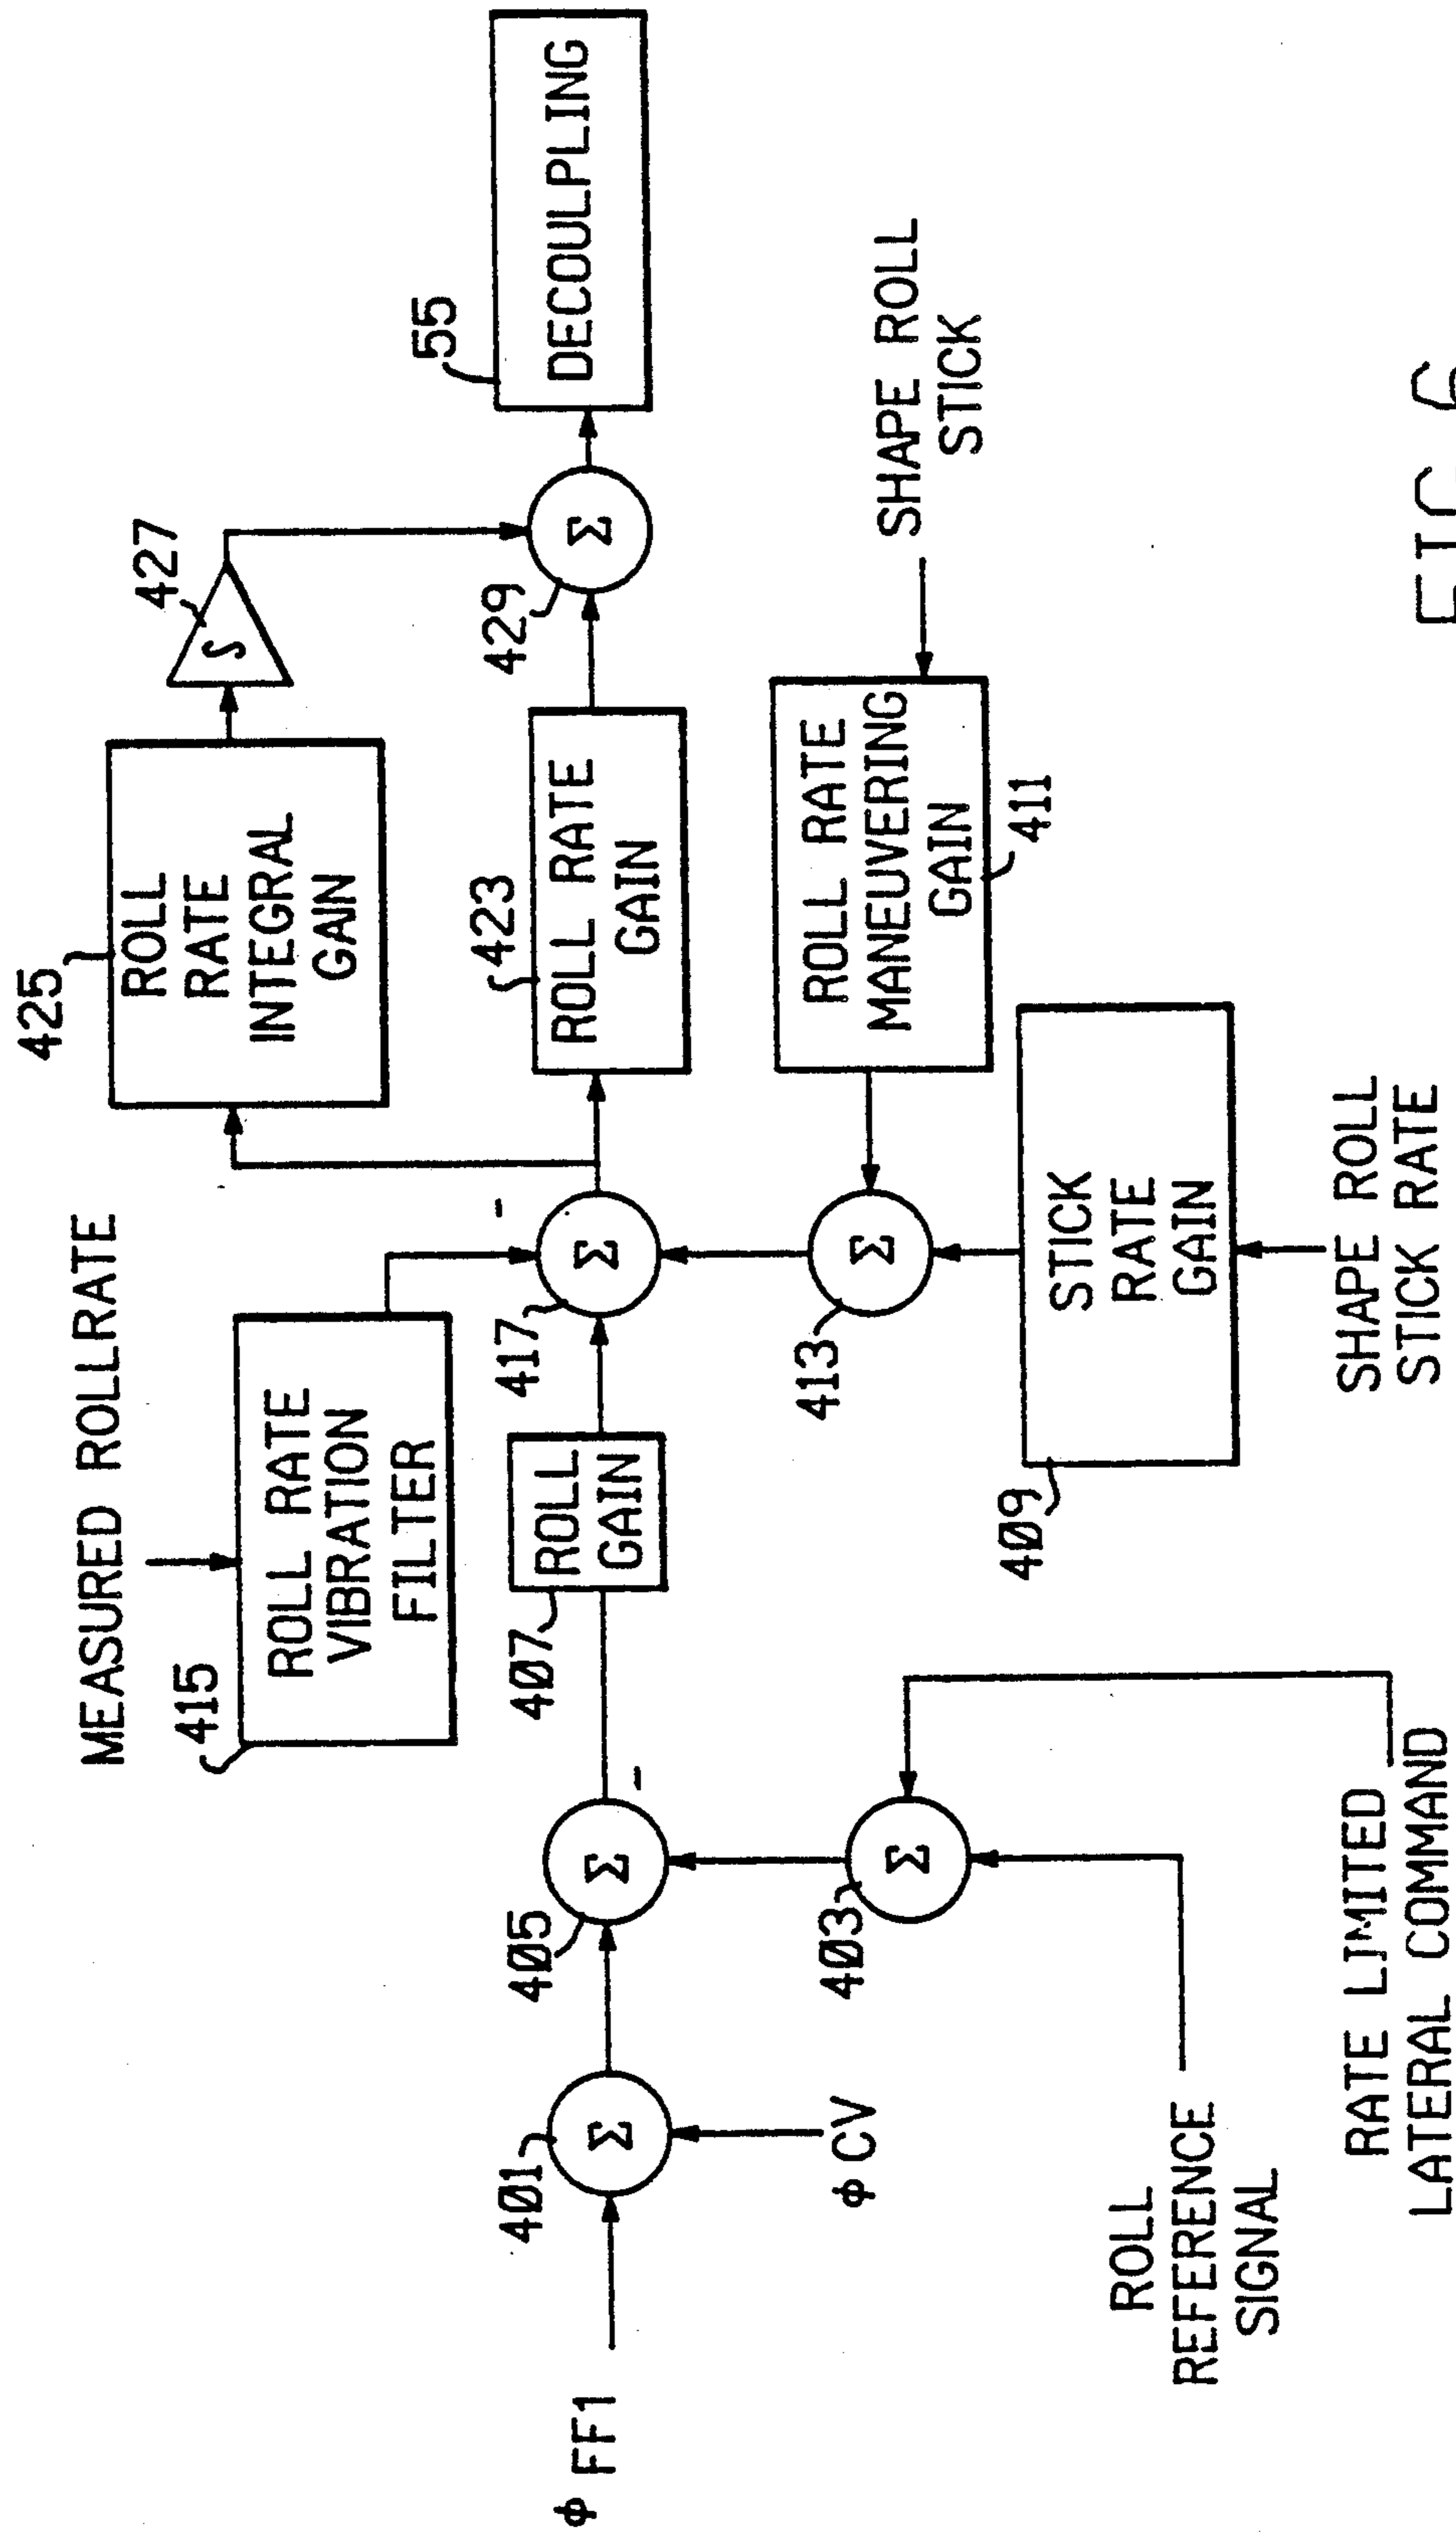 MEASURED ROLLRATE
415
ROLL RATE
VIBRATION
FILTER
425
ROLL
RATE
INTEGRAL
GAIN
427
∫
55
DECOULPLING
ϕ FF1
401
Σ
ϕ CV
405
Σ
-
407
ROLL
GAIN
417
Σ
-
423
ROLL RATE
GAIN
429
Σ
403
Σ
ROLL
REFERENCE
SIGNAL
RATE LIMITED
LATERAL COMMAND
413
Σ
409
STICK
RATE
GAIN
SHAPE ROLL
STICK RATE
ROLL RATE
MANEUVERING
GAIN
411
SHAPE ROLL
STICK